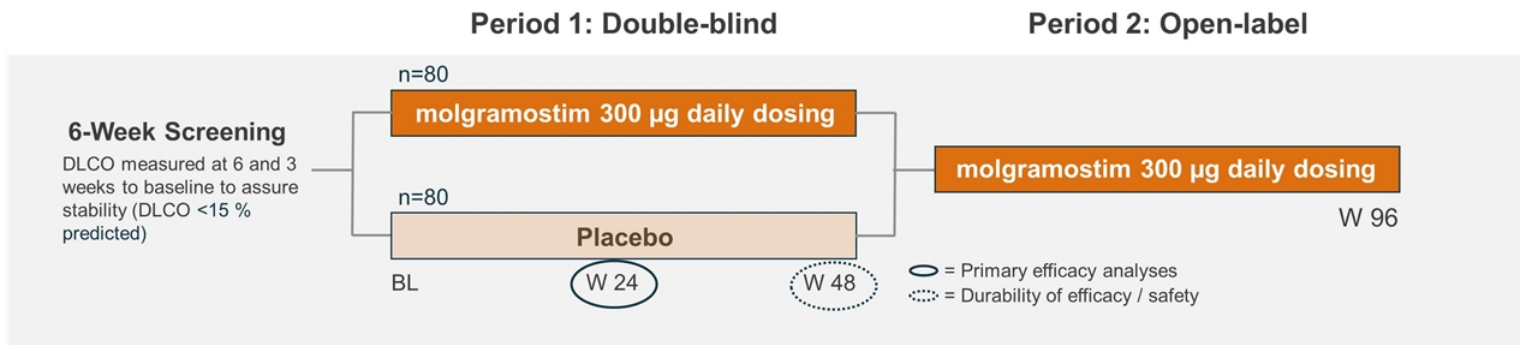 Period 1: Double-blind
Period 2: Open-label
6-Week Screening
DLCO measured at 6 and 3
weeks to baseline to assure
stability (DLCO <15 %
predicted)
n=80
molgramostim 300 µg daily dosing
n=80
Placebo
BL
W 24
W 48
molgramostim 300 µg daily dosing
W 96
= Primary efficacy analyses
= Durability of efficacy / safety